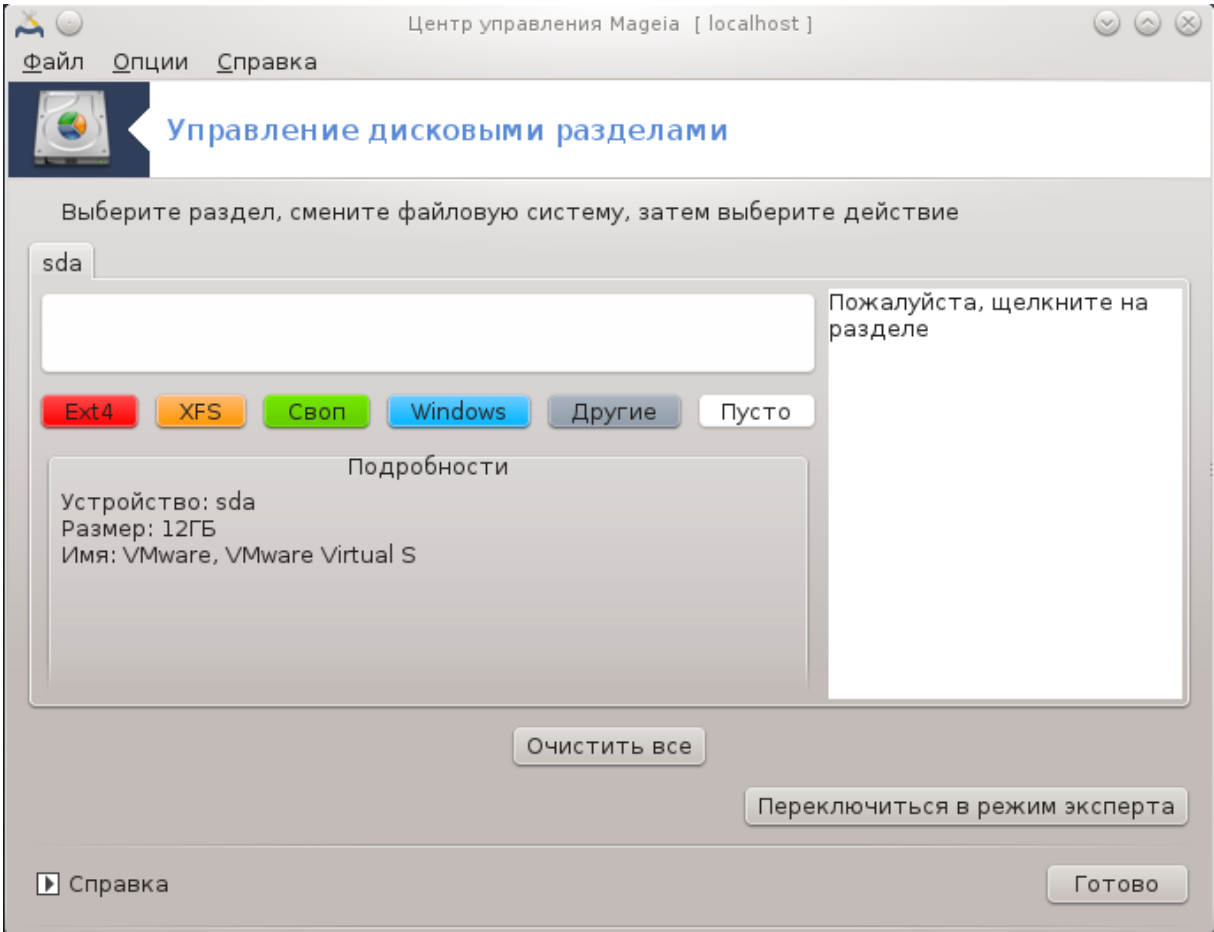 Центр управления Mageia [ localhost ]
Файл Опции Справка
Управление дисковыми разделами
Выберите раздел, смените файловую систему, затем выберите действие
sda
Пожалуйста, щелкните на
разделе
Ext4 XFS Своп Windows Другие Пусто
Подробности
Устройство: sda
Размер: 12ГБ
Имя: VMware, VMware Virtual S
Очистить все
Переключиться в режим эксперта
Справка
Готово